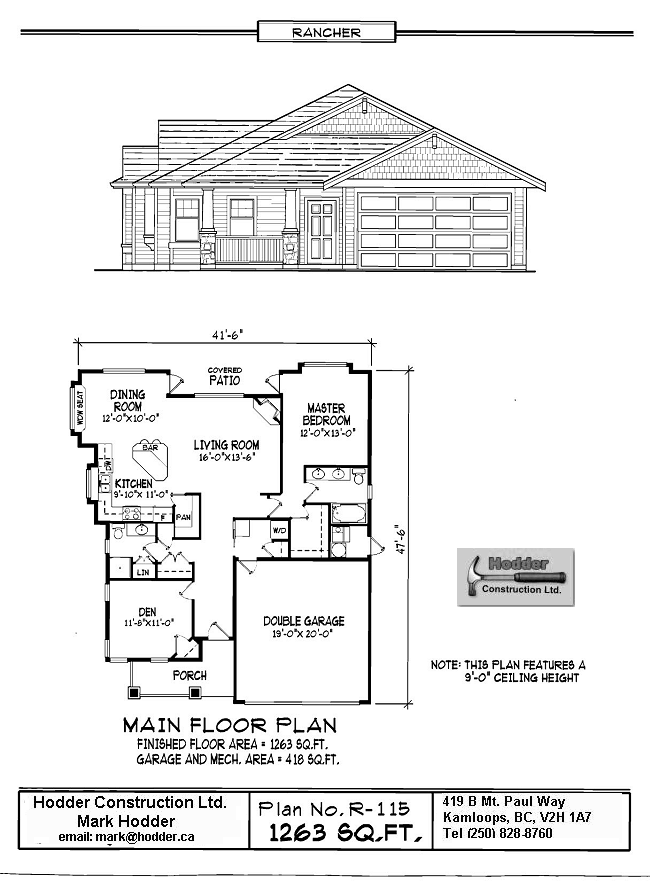 RANCHER
41'-6"
COVERED
PATIO
DINING
ROOM
12'-0"X10'-0"
WDW SEAT
MASTER
BEDROOM
12'-0"X13'-0"
LIVING ROOM
16'-0"X13'-6"
BAR
DW
KITCHEN
9'-10"X 11'-0"
F
PAN
W/D
47'-6"
LIN
DEN
11'-8"X11'-0"
DOUBLE GARAGE
19'-0"X 20'-0"
PORCH
Hodder
Construction Ltd.
NOTE: THIS PLAN FEATURES A
9'-0" CEILING HEIGHT
MAIN FLOOR PLAN
FINISHED FLOOR AREA = 1263 SQ.FT.
GARAGE AND MECH. AREA = 418 SQ.FT.
Hodder Construction Ltd.
Mark Hodder
email: mark@hodder.ca
Plan No. R-115
1263 SQ.FT.
419 B Mt. Paul Way
Kamloops, BC, V2H 1A7
Tel (250) 828-8760